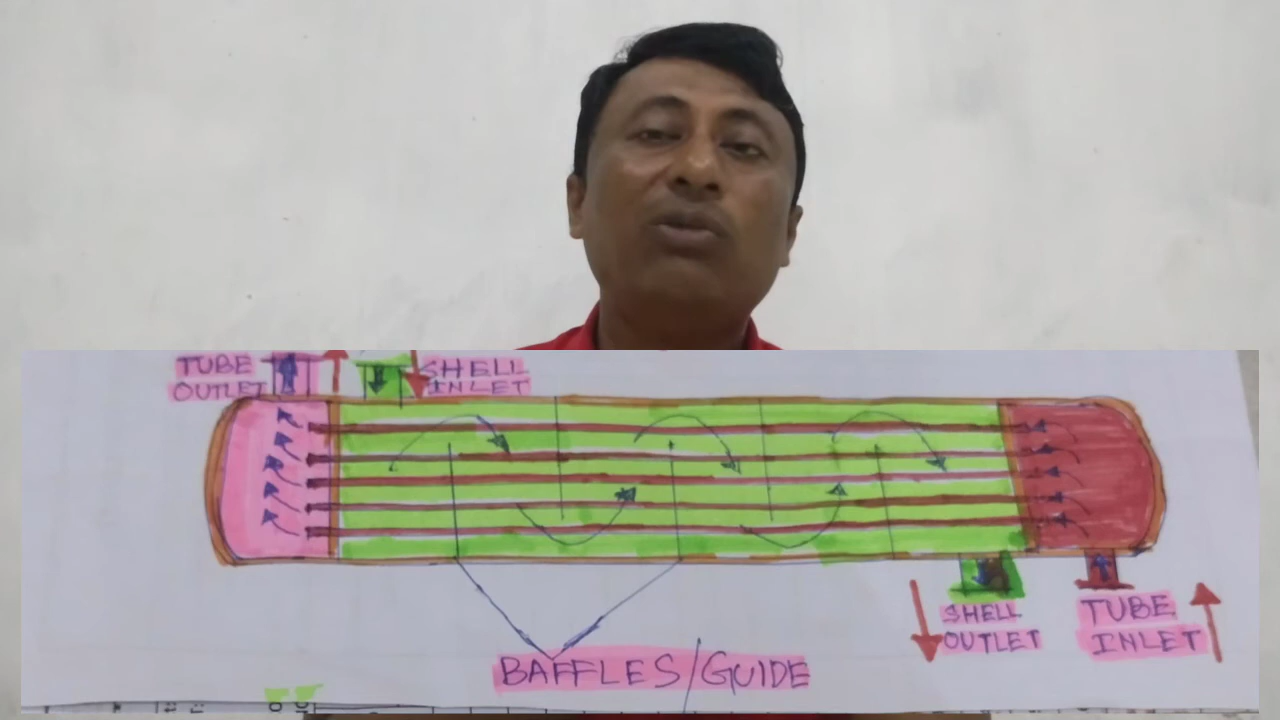 TUBE
OUTLET
SHELL
INLET
SHELL
OUTLET
TUBE
INLET
BAFFLES/GUIDE